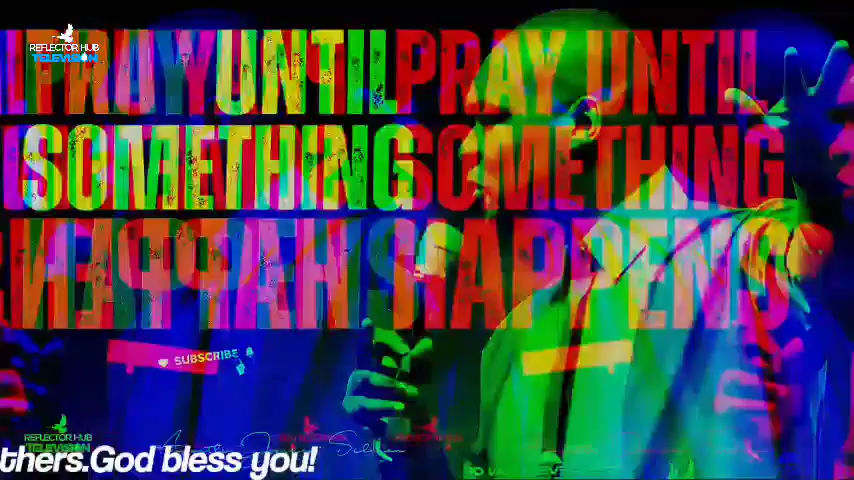 REFLECTOR HUB
TELEVISION
PRAY UNTIL PRAY UNTIL
SOMETHING SOMETHING
HAPPENS
SUBSCRIBE
REFLECTOR HUB
TELEVISION
thers.God bless you!